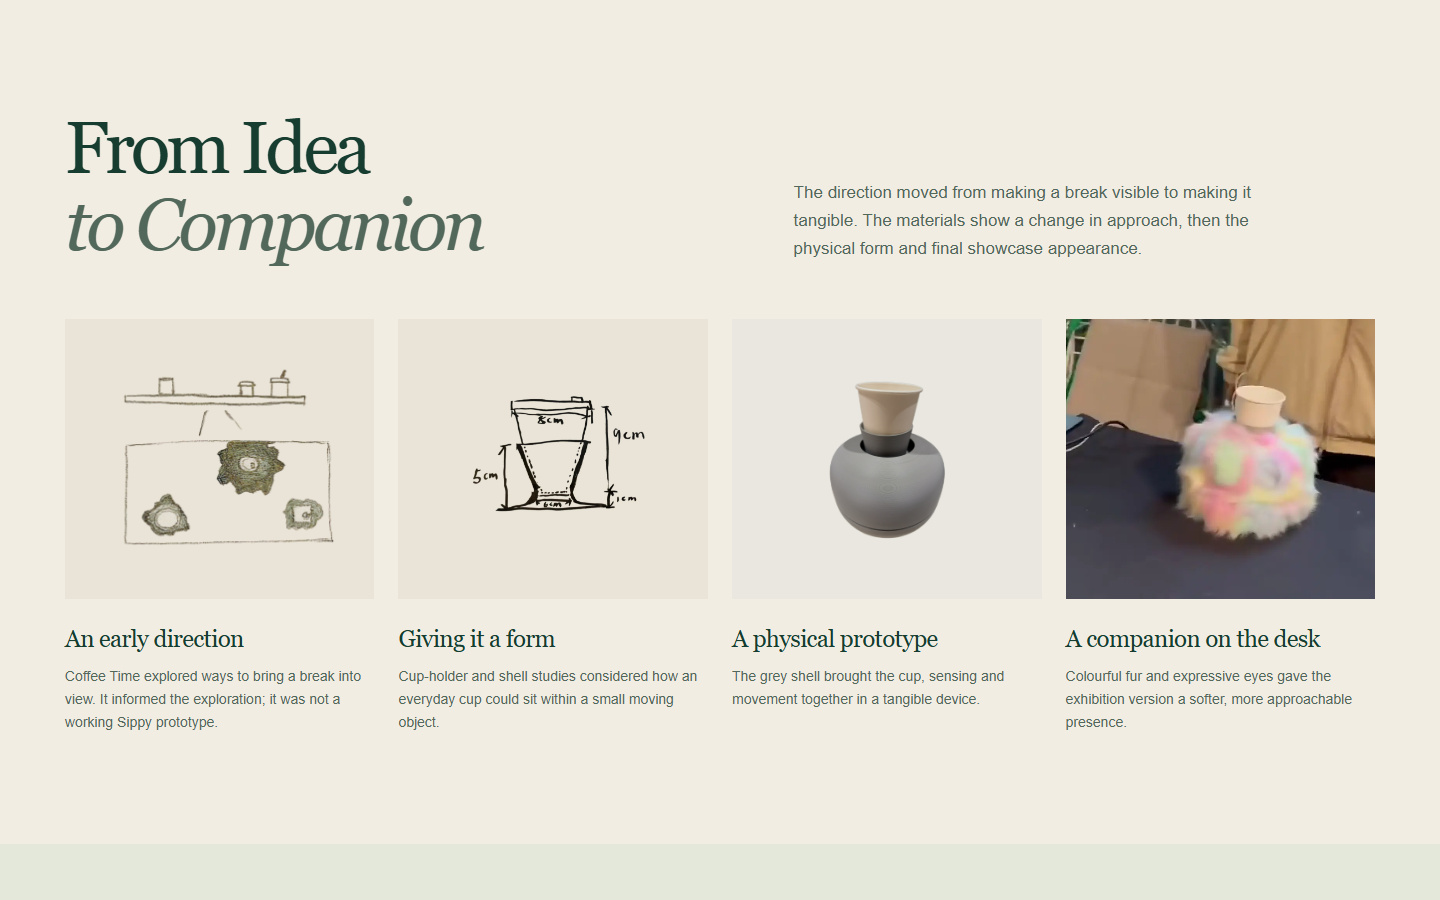 From Idea
to Companion
The direction moved from making a break visible to making it
tangible. The materials show a change in approach, then the
physical form and final showcase appearance.
8cm
9cm
5cm
1cm
6cm
An early direction
Coffee Time explored ways to bring a break into
view. It informed the exploration; it was not a
working Sippy prototype.
Giving it a form
Cup-holder and shell studies considered how an
everyday cup could sit within a small moving
object.
A physical prototype
The grey shell brought the cup, sensing and
movement together in a tangible device.
A companion on the desk
Colourful fur and expressive eyes gave the
exhibition version a softer, more approachable
presence.